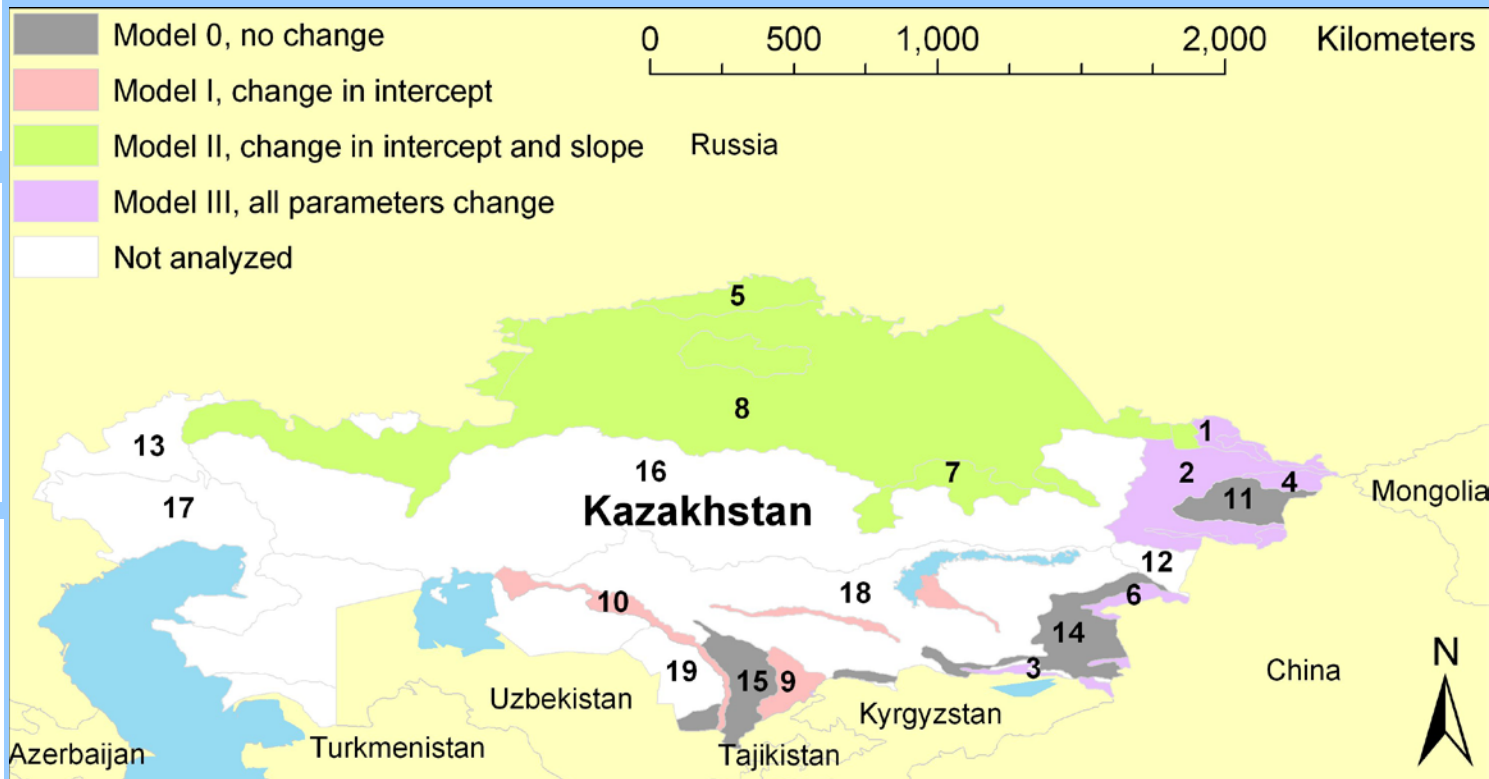 Model 0, no change
0 500 1,000 2,000 Kilometers
Model I, change in intercept
Model II, change in intercept and slope
Russia
Model III, all parameters change
Not analyzed
5
8
13
1
16
7
2
4
Mongolia
17
Kazakhstan
11
12
10
18
6
14
19
15
9
3
China
N
Uzbekistan
Kyrgyzstan
Azerbaijan
Turkmenistan
Tajikistan